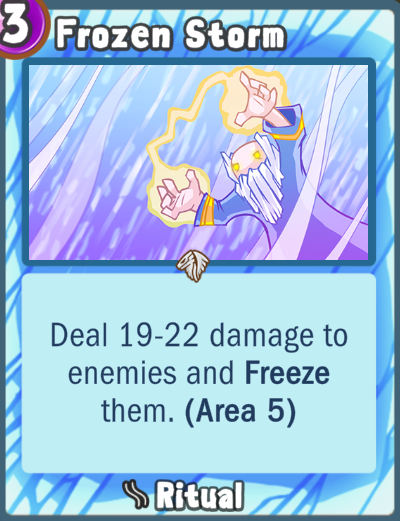 3 Frozen Storm
Deal 19-22 damage to
enemies and Freeze
them. (Area 5)
Ritual